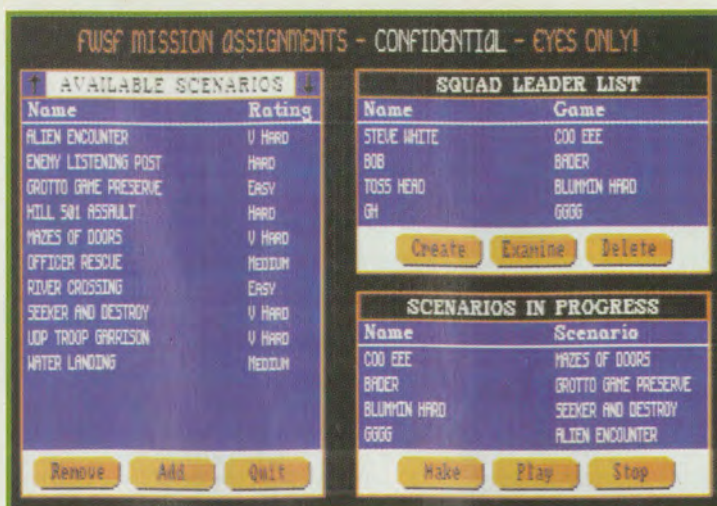 FWSF MISSION ASSIGNMENTS - CONFIDENTIAL - EYES ONLY!
AVAILABLE SCENARIOS
Name Rating
ALIEN ENCOUNTER V HARD
ENEMY LISTENING POST HARD
GROTTO GAME PRESERVE EASY
HILL 501 ASSAULT HARD
MAZES OF DOORS V HARD
OFFICER RESCUE MEDIUM
RIVER CROSSING EASY
SEEKER AND DESTROY V HARD
UDP TROOP GARRISON V HARD
WATER LANDING MEDIUM
Remove Add Quit
SQUAD LEADER LIST
Name Game
STEVE WHITE COO EEE
BOB BADER
TOSS HEAD BLUMMIN HARD
GH GGGG
Create Examine Delete
SCENARIOS IN PROGRESS
Name Scenario
COO EEE MAZES OF DOORS
BADER GROTTO GAME PRESERVE
BLUMMIN HARD SEEKER AND DESTROY
GGGG ALIEN ENCOUNTER
Make Play Stop